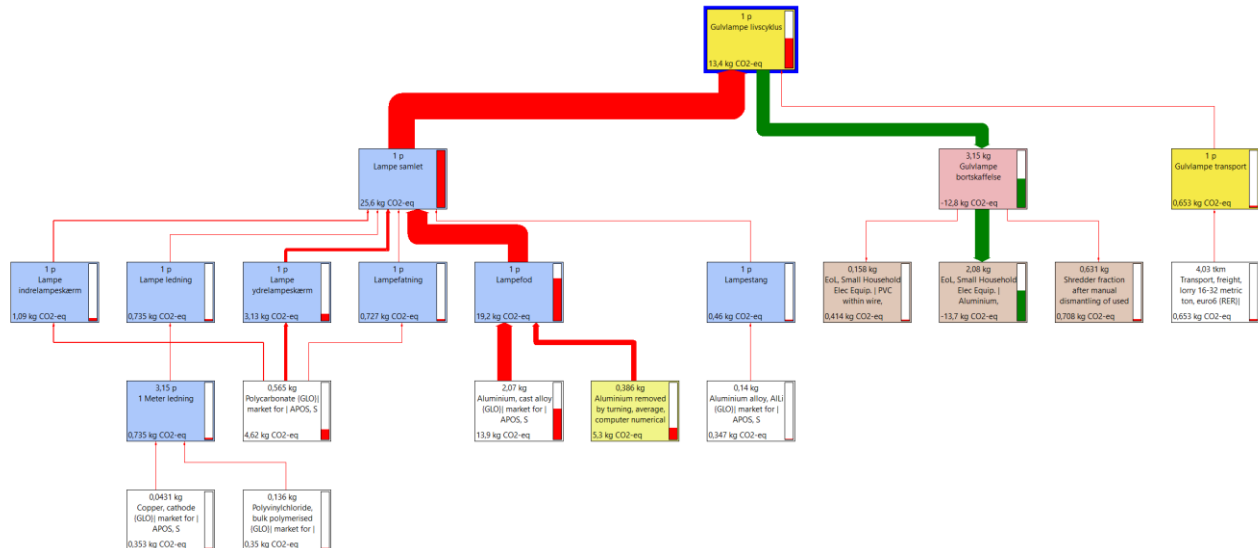 1 p
Gulvlampe livscyklus
13,4 kg CO2-eq
1 p
Lampe samlet
25,6 kg CO2-eq
3,15 kg
Gulvlampe
bortskaffelse
-12,8 kg CO2-eq
1 p
Gulvlampe transport
0,653 kg CO2-eq
1 p
Lampe
indrelampeskærm
1,09 kg CO2-eq
1 p
Lampe ledning
0,735 kg CO2-eq
1 p
Lampe
ydrelampeskærm
3,13 kg CO2-eq
1 p
Lampefatning
0,727 kg CO2-eq
1 p
Lampefod
19,2 kg CO2-eq
1 p
Lampestang
0,46 kg CO2-eq
0,158 kg
EoL, Small Household
Elec Equip. | PVC
within wire,
0,414 kg CO2-eq
2,08 kg
EoL, Small Household
Elec Equip. |
Aluminium,
-13,7 kg CO2-eq
0,631 kg
Shredder fraction
after manual
dismantling of used
0,708 kg CO2-eq
4,03 tkm
Transport, freight,
lorry 16-32 metric
ton, euro6 {RER}|
0,653 kg CO2-eq
3,15 p
1 Meter ledning
0,735 kg CO2-eq
0,565 kg
Polycarbonate {GLO}|
market for | APOS, S
4,62 kg CO2-eq
2,07 kg
Aluminium, cast alloy
{GLO}| market for |
APOS, S
13,9 kg CO2-eq
0,386 kg
Aluminium removed
by turning, average,
computer numerical
5,3 kg CO2-eq
0,14 kg
Aluminium alloy, AlLi
{GLO}| market for |
APOS, S
0,347 kg CO2-eq
0,0431 kg
Copper, cathode
{GLO}| market for |
APOS, S
0,353 kg CO2-eq
0,136 kg
Polyvinylchloride,
bulk polymerised
{GLO}| market for |
0,35 kg CO2-eq